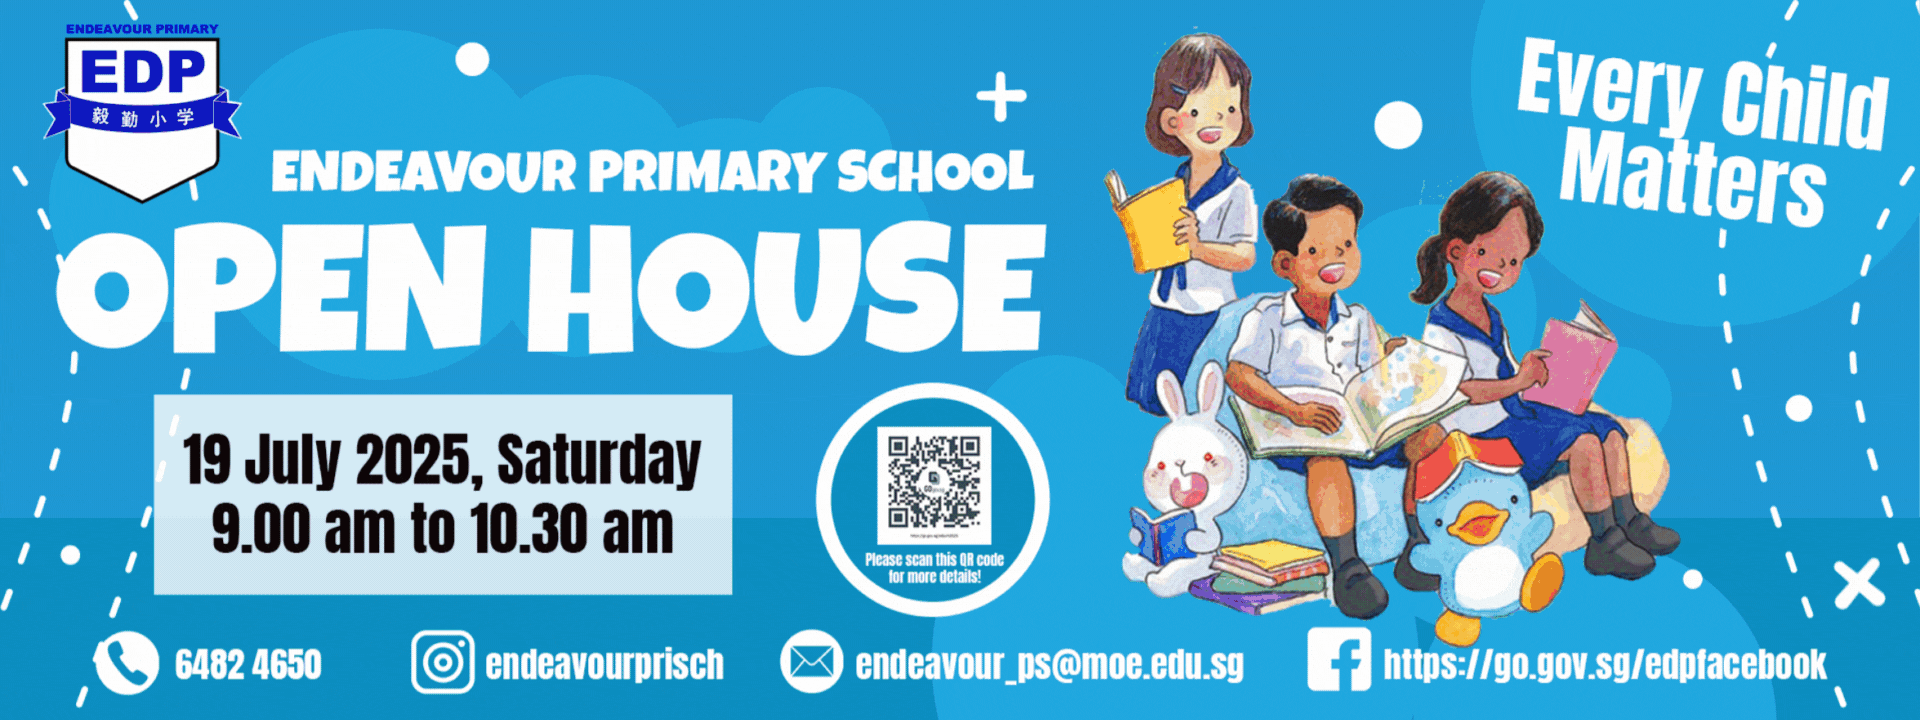 ENDEAVOUR PRIMARY
EDP
毅勤小学
ENDEAVOUR PRIMARY SCHOOL
OPEN HOUSE
Every Child
Matters
19 July 2025, Saturday
9.00 am to 10.30 am
Please scan this QR code
for more details!
6482 4650
endeavourprisch
endeavour_ps@moe.edu.sg
https://go.gov.sg/edpfacebook